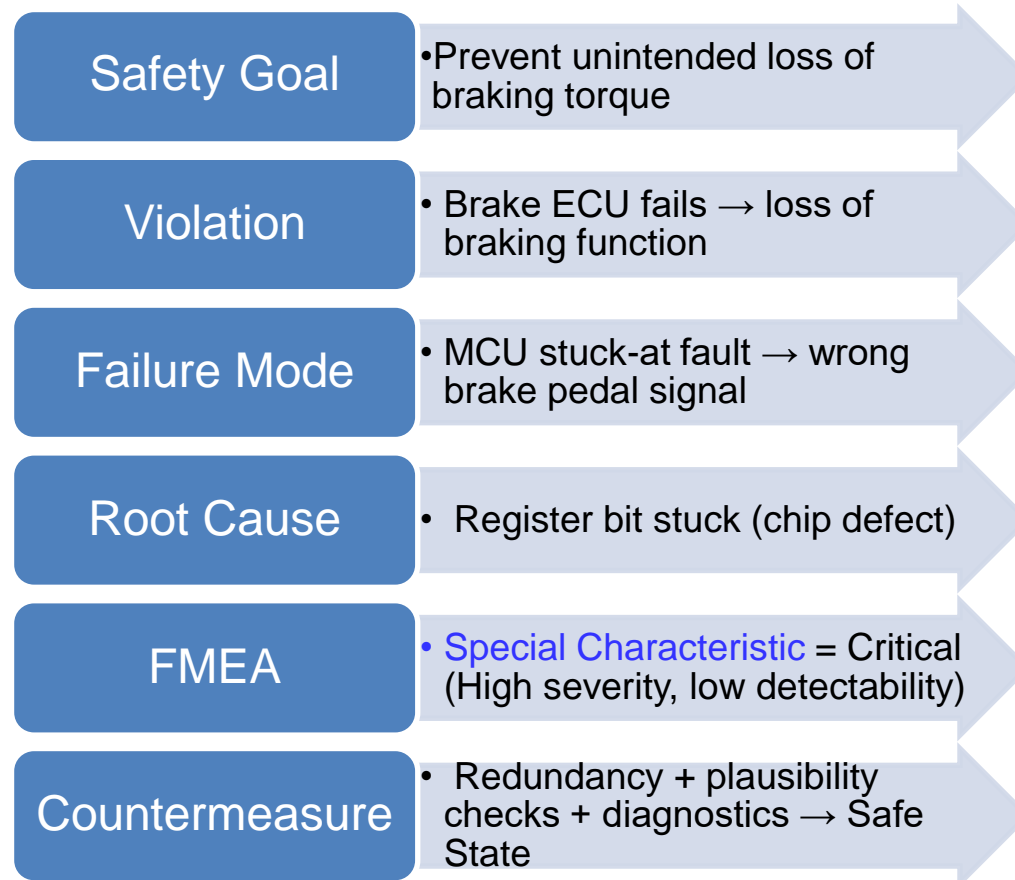 Safety Goal
•Prevent unintended loss of
braking torque
Violation
• Brake ECU fails → loss of
braking function
Failure Mode
• MCU stuck-at fault → wrong
brake pedal signal
Root Cause
• Register bit stuck (chip defect)
FMEA
• Special Characteristic = Critical
(High severity, low detectability)
Countermeasure
• Redundancy + plausibility
checks + diagnostics → Safe
State